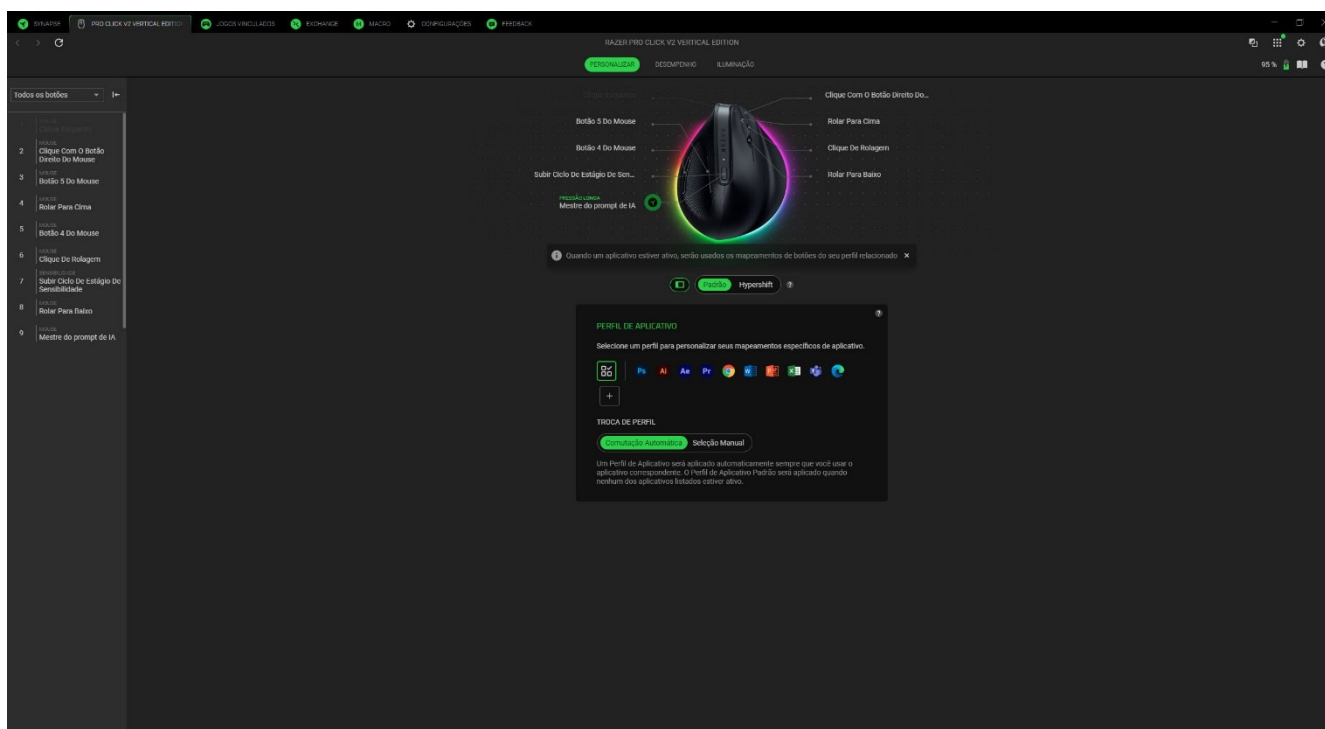 SYNAPSE
PRO CLICK V2 VERTICAL EDITIO
JOGOS VINCULADOS
EXCHANGE
MACRO
CONFIGURAÇÕES
FEEDBACK
RAZER PRO CLICK V2 VERTICAL EDITION
PERSONALIZAR
DESEMPENHO
ILUMINAÇÃO
95 %
Todos os botões
2
MOUSE
Clique Com O Botão
Direito Do Mouse
3
MOUSE
Botão 5 Do Mouse
4
MOUSE
Rolar Para Cima
5
MOUSE
Botão 4 Do Mouse
6
MOUSE
Clique De Rolagem
7
SENSIBILIDADE
Subir Ciclo De Estágio De
Sensibilidade
8
MOUSE
Rolar Para Baixo
9
MOUSE
Mestre do prompt de IA
Clique Esquerdo
Botão 5 Do Mouse
Botão 4 Do Mouse
Subir Ciclo De Estágio De Sen...
PRESSÃO LONGA
Mestre do prompt de IA
Clique Com O Botão Direito Do...
Rolar Para Cima
Clique De Rolagem
Rolar Para Baixo
Quando um aplicativo estiver ativo, serão usados os mapeamentos de botões do seu perfil relacionado
Padrão
Hypershift
PERFIL DE APLICATIVO
Selecione um perfil para personalizar seus mapeamentos específicos de aplicativo.
Ps
Ai
Ae
Pr
TROCA DE PERFIL
Comutação Automática
Seleção Manual
Um Perfil de Aplicativo será aplicado automaticamente sempre que você usar o
aplicativo correspondente. O Perfil de Aplicativo Padrão será aplicado quando
nenhum dos aplicativos listados estiver ativo.